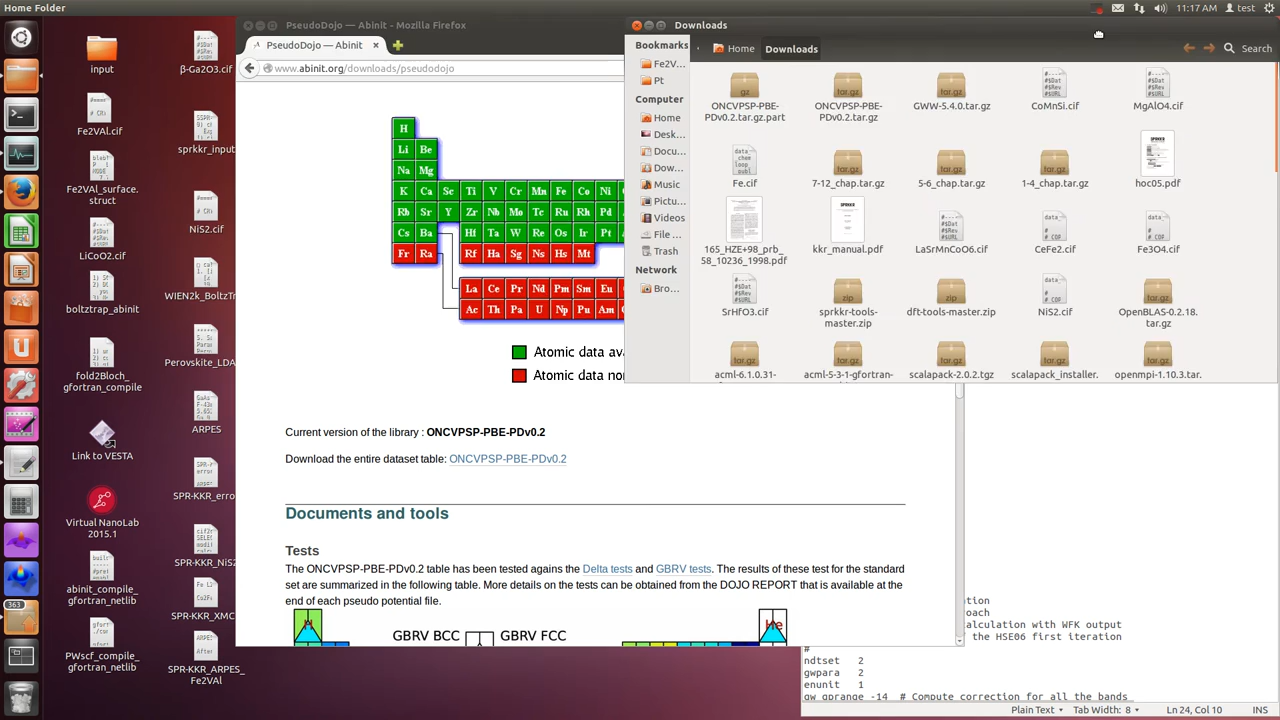 Home Folder
11:17 AM
test
input
Fe2VAl.cif
Fe2VAl_surface.
struct
LiCoO2.cif
boltztrap_abinit
fold2Bloch_
gfortran_compile
Link to VESTA
Virtual NanoLab
2015.1
abinit_compile_
gfortran_netlib
PWscf_compile_
gfortran_netlib
363
β-Ga2O3.cif
sprkkr_input
NiS2.cif
WIEN2k_BoltzTr
Perovskite_LDA
ARPES
SPR-KKR_erro
SPR-KKR_NiS2
SPR-KKR_XMC
SPR-KKR_ARPES_
Fe2VAl
PseudoDojo — Abinit - Mozilla Firefox
PseudoDojo — Abinit
www.abinit.org/downloads/pseudodojo
H
Li Be
Na Mg
K Ca Sc Ti V Cr Mn Fe Co Ni
Rb Sr Y Zr Nb Mo Tc Ru Rh Pd
Cs Ba Hf Ta W Re Os Ir Pt
Fr Ra Rf Ha Sg Ns Hs Mt
La Ce Pr Nd Pm Sm Eu
Ac Th Pa U Np Pu Am
Atomic data ava
Atomic data no
Current version of the library : ONCVPSP-PBE-PDv0.2
Download the entire dataset table: ONCVPSP-PBE-PDv0.2
Documents and tools
Tests
The ONCVPSP-PBE-PDv0.2 table has been tested agains the Delta tests and GBRV tests. The results of these test for the standard
set are summarized in the following table. More details on the tests can be obtained from the DOJO REPORT that is available at
the end of each pseudo potential file.
H
GBRV BCC
GBRV FCC
He
Downloads
Bookmarks
Fe2V...
Pt
Computer
Home
Desk...
Docu...
Dow...
Music
Pictu...
Videos
File ...
Trash
Network
Bro...
Home
Downloads
Search
ONCVPSP-PBE-
PDv0.2.tar.gz.part
ONCVPSP-PBE-
PDv0.2.tar.gz
GWW-5.4.0.tar.gz
CoMnSi.cif
MgAlO4.cif
Fe.cif
7-12_chap.tar.gz
5-6_chap.tar.gz
1-4_chap.tar.gz
hoc05.pdf
165_HZE+98_prb_
58_10236_1998.pdf
kkr_manual.pdf
LaSrMnCoO6.cif
CeFe2.cif
Fe3O4.cif
SrHfO3.cif
sprkkr-tools-
master.zip
dft-tools-master.zip
NiS2.cif
OpenBLAS-0.2.18.
tar.gz
acml-6.1.0.31-
acml-5-3-1-gfortran-
scalapack-2.0.2.tgz
scalapack_installer.
openmpi-1.10.3.tar.
ation
oach
calculation with WFK output
f the HSE06 first iteration
#
ndtset 2
gwpara 2
enunit 1
gw_qprange -14 # Compute correction for all the bands
Plain Text
Tab Width: 8
Ln 24, Col 10
INS